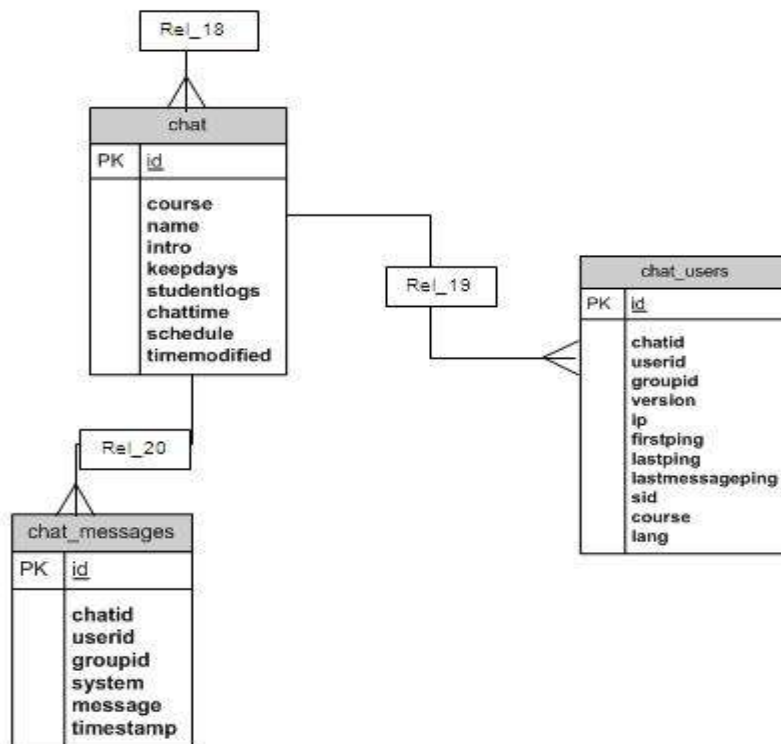 Rel_18
chat
PK id
course
name
intro
keepdays
studentlogs
chattime
schedule
timemodified
Rel_19
chat_users
PK id
chatid
userid
groupid
version
ip
firstping
lastping
lastmessageping
sid
course
lang
Rel_20
chat_messages
PK id
chatid
userid
groupid
system
message
timestamp